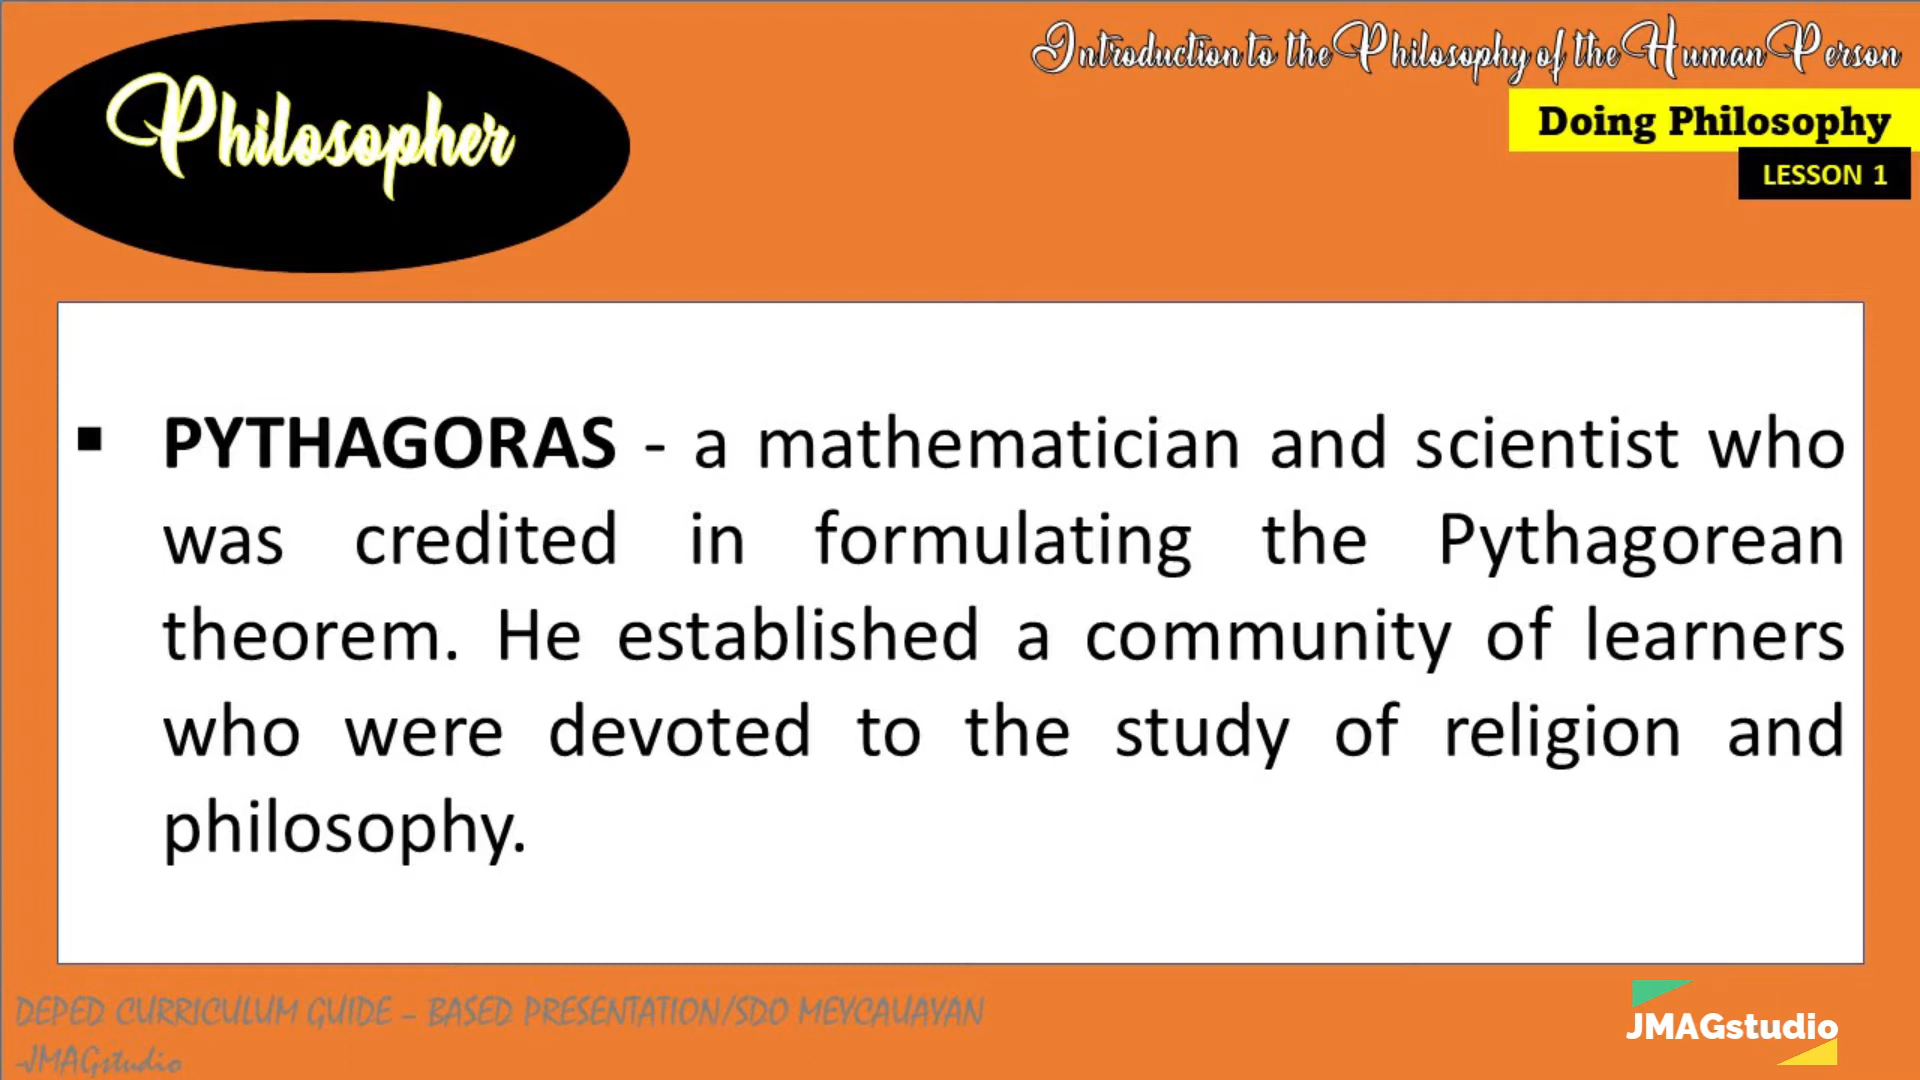 Philosopher
Introduction to the Philosophy of the Human Person
Doing Philosophy
LESSON 1
▪ PYTHAGORAS - a mathematician and scientist who
was credited in formulating the Pythagorean
theorem. He established a community of learners
who were devoted to the study of religion and
philosophy.
DEPED CURRICULUM GUIDE – BASED PRESENTATION/SDO MEYCAUAYAN
-JMAGstudio
JMAGstudio